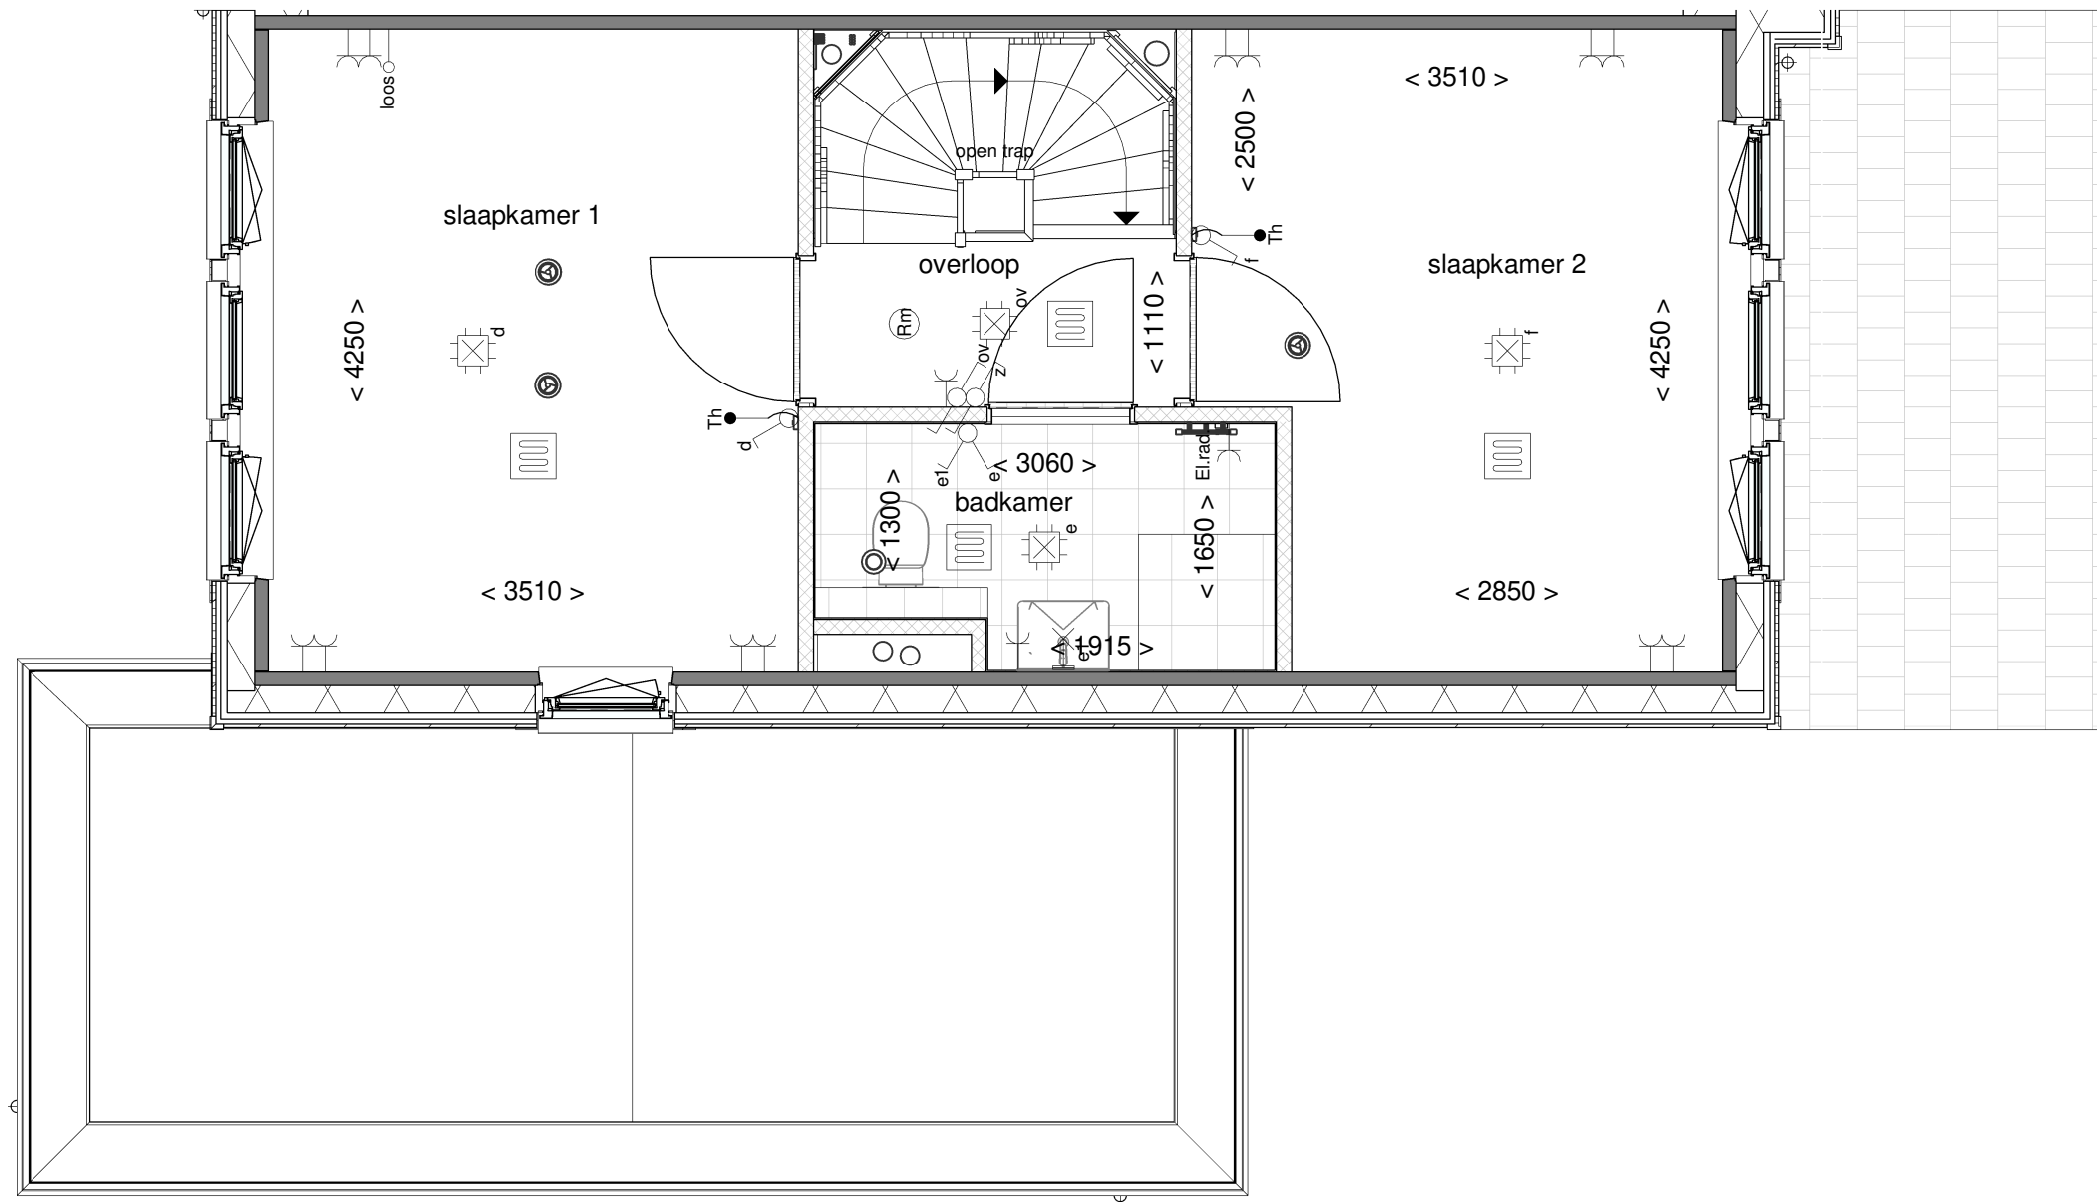 loos
open trap
< 3510 >
< 2500 >
slaapkamer 1
Th
f
overloop
slaapkamer 2
< 4250 >
d
Rm
ov
< 1110 >
f
< 4250 >
ov
z
Th
d
e1
e
< 3060 >
El.rad.
< 1300 >
badkamer
e
< 1650 >
< 3510 >
< 2850 >
< 1915 >
e1